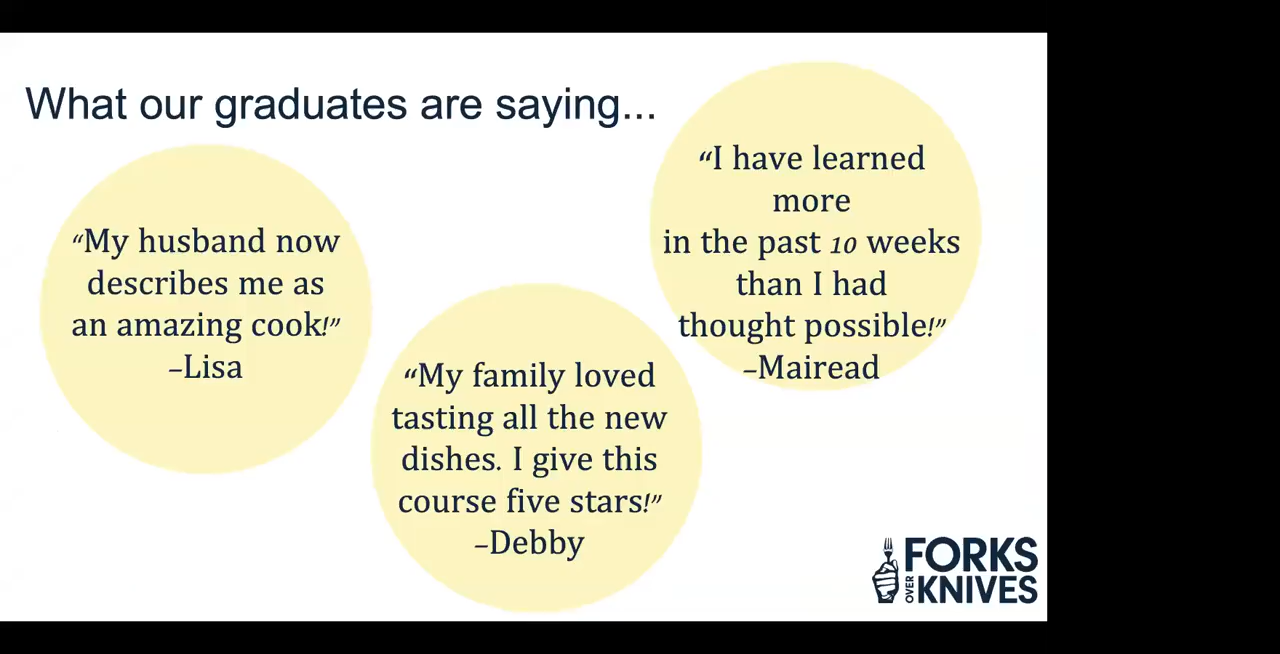 What our graduates are saying...
“My husband now
describes me as
an amazing cook!”
–Lisa
“My family loved
tasting all the new
dishes. I give this
course five stars!”
–Debby
“I have learned
more
in the past 10 weeks
than I had
thought possible!”
–Mairead
FORKS
OVER
KNIVES